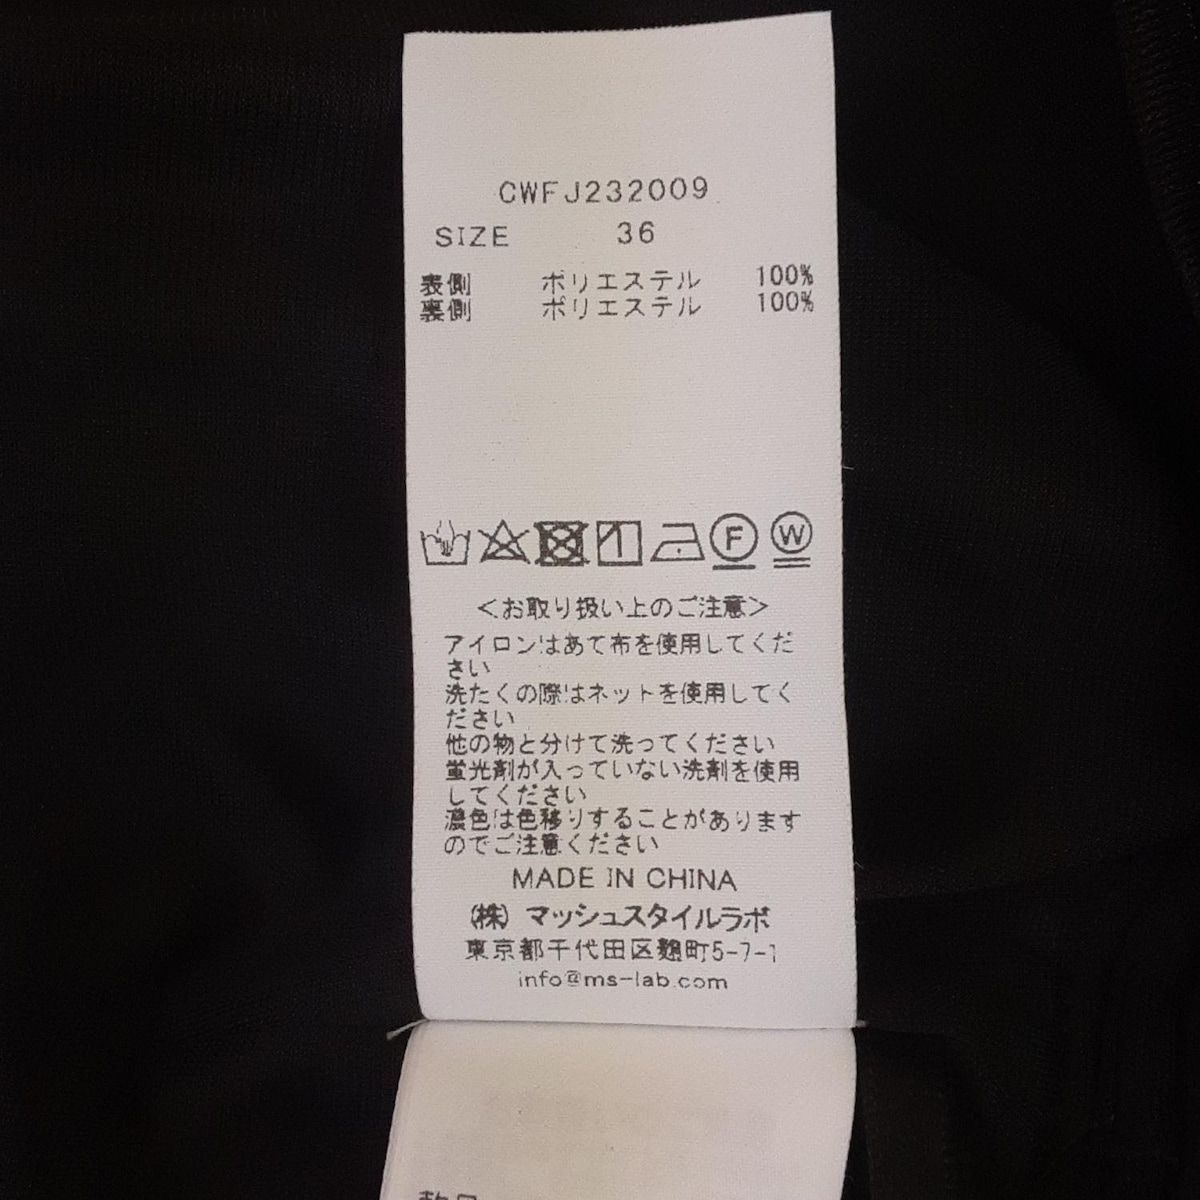 CWFJ232009
SIZE 36
表側 ポリエステル 100%
裏側 ポリエステル 100%
F W
<お取り扱い上のご注意>
アイロンはあて布を使用してくだ
さい
洗たくの際はネットを使用してく
ださい
他の物と分けて洗ってください
蛍光剤が入っていない洗剤を使用
してください
濃色は色移りすることがあります
のでご注意ください
MADE IN CHINA
(株) マッシュスタイルラボ
東京都千代田区麹町5-7-1
info@ms-lab.com